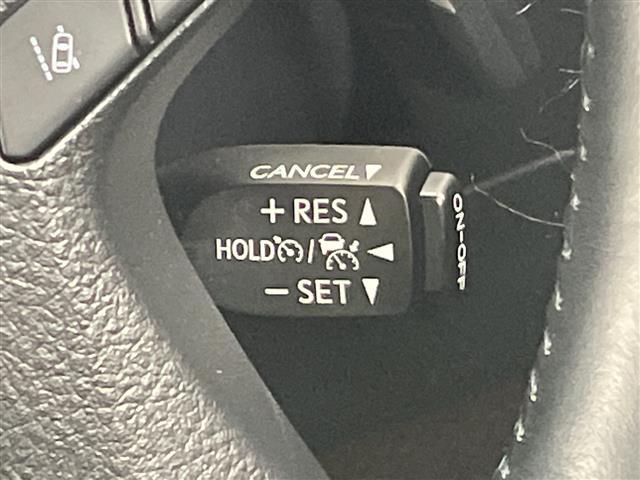 CANCEL▼
+ RES ▲
HOLD / ◀
− SET ▼
ON-OFF